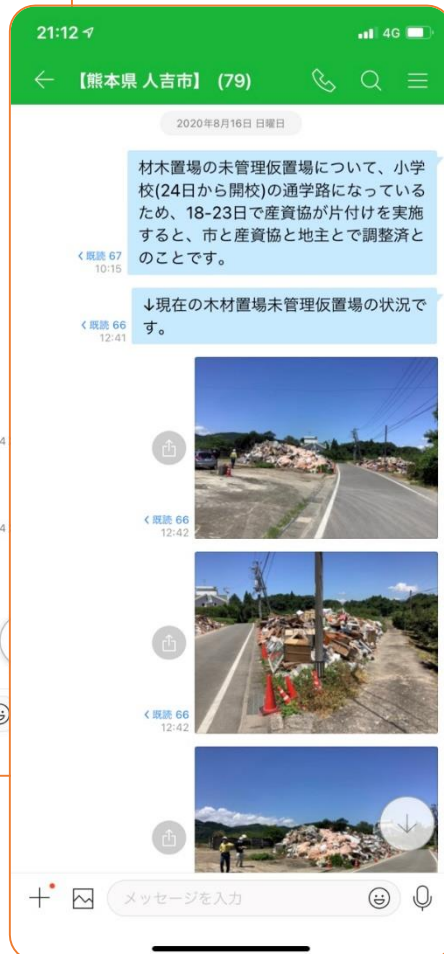 21:12
4G
【熊本県 人吉市】 (79)
2020年8月16日 日曜日
材木置場の未管理仮置場について、小学
校(24日から開校)の通学路になっている
ため、18-23日で産資協が片付けを実施
すると、市と産資協と地主とで調整済と
のことです。
既読 67
10:15
↓現在の木材置場未管理仮置場の状況で
す。
既読 66
12:41
既読 66
12:42
既読 66
12:42
メッセージを入力
4
4